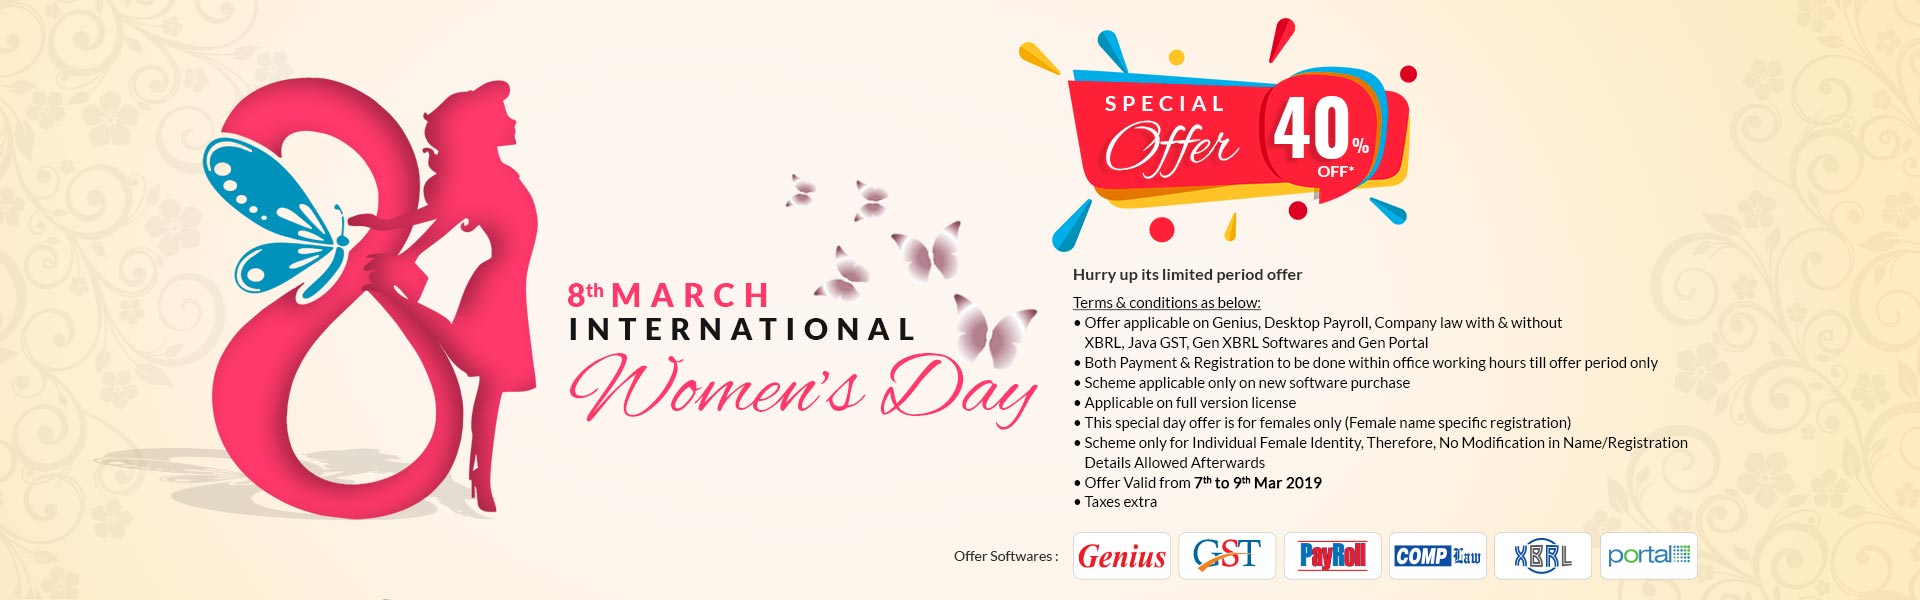 8th MARCH
INTERNATIONAL
Women's Day
SPECIAL
Offer
40%
OFF*
Hurry up its limited period offer
Terms & conditions as below:
• Offer applicable on Genius, Desktop Payroll, Company law with & without
XBRL, Java GST, Gen XBRL Softwares and Gen Portal
• Both Payment & Registration to be done within office working hours till offer period only
• Scheme applicable only on new software purchase
• Applicable on full version license
• This special day offer is for females only (Female name specific registration)
• Scheme only for Individual Female Identity, Therefore, No Modification in Name/Registration
Details Allowed Afterwards
• Offer Valid from 7th to 9th Mar 2019
• Taxes extra
Offer Softwares : Genius GST PayRoll COMP Law XBRL portal